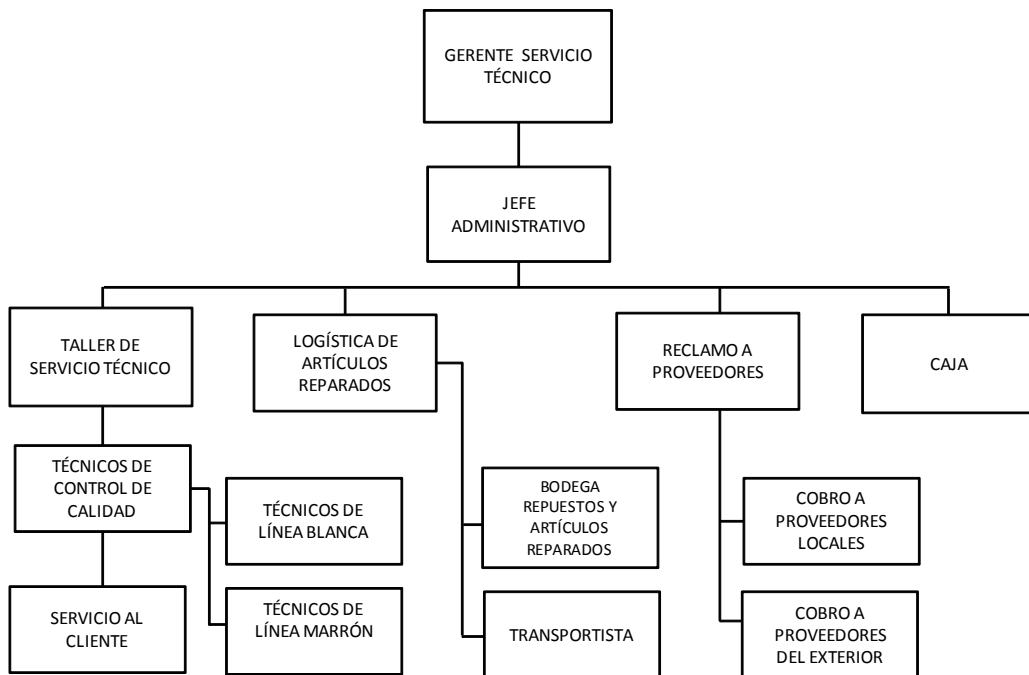 GERENTE SERVICIO
TÉCNICO
JEFE
ADMINISTRATIVO
TALLER DE
SERVICIO TÉCNICO
LOGÍSTICA DE
ARTÍCULOS
REPARADOS
RECLAMO A
PROVEEDORES
CAJA
TÉCNICOS DE
CONTROL DE
CALIDAD
TÉCNICOS DE
LÍNEA BLANCA
BODEGA
REPUESTOS Y
ARTÍCULOS
REPARADOS
COBRO A
PROVEEDORES
LOCALES
SERVICIO AL
CLIENTE
TÉCNICOS DE
LÍNEA MARRÓN
TRANSPORTISTA
COBRO A
PROVEEDORES
DEL EXTERIOR